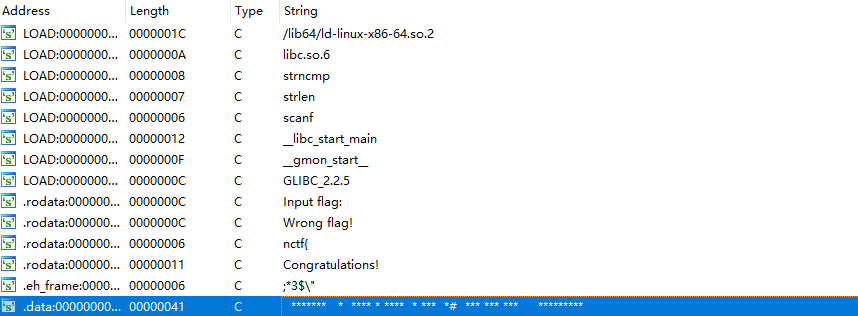 Address Length Type String
LOAD:0000000... 0000001C C /lib64/ld-linux-x86-64.so.2
LOAD:0000000... 0000000A C libc.so.6
LOAD:0000000... 00000008 C strncmp
LOAD:0000000... 00000007 C strlen
LOAD:0000000... 00000006 C scanf
LOAD:0000000... 00000012 C __libc_start_main
LOAD:0000000... 0000000F C __gmon_start__
LOAD:0000000... 0000000C C GLIBC_2.2.5
.rodata:000000... 0000000C C Input flag:
.rodata:000000... 0000000C C Wrong flag!
.rodata:000000... 00000006 C nctf{
.rodata:000000... 00000011 C Congratulations!
.eh_frame:0000... 00000006 C ;*3$\"
.data:00000000... 00000041 C   *******   *  **** * ****  * ***  *#  *** *** ***     *********